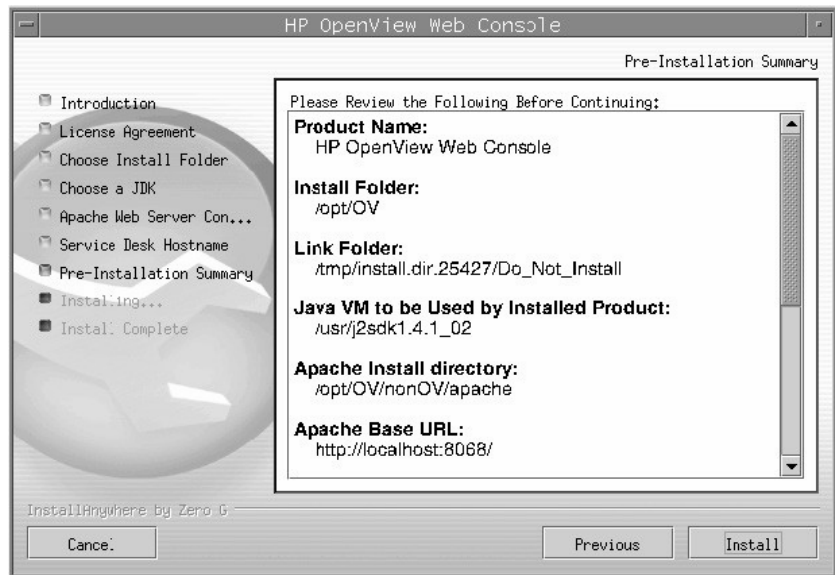 HP OpenView Web Console
Pre-Installation Summary
Introduction
License Agreement
Choose Install Folder
Choose a JDK
Apache Web Server Con...
Service Desk Hostname
Pre-Installation Summary
Installing...
Install Complete
Please Review the Following Before Continuing:
Product Name:
HP OpenView Web Console
Install Folder:
/opt/OV
Link Folder:
/tmp/install.dir.25427/Do_Not_Install
Java VM to be Used by Installed Product:
/usr/j2sdk1.4.1_02
Apache Install directory:
/opt/OV/nonOV/apache
Apache Base URL:
http://localhost:8068/
InstallAnywhere by Zero G
Cancel
Previous
Install